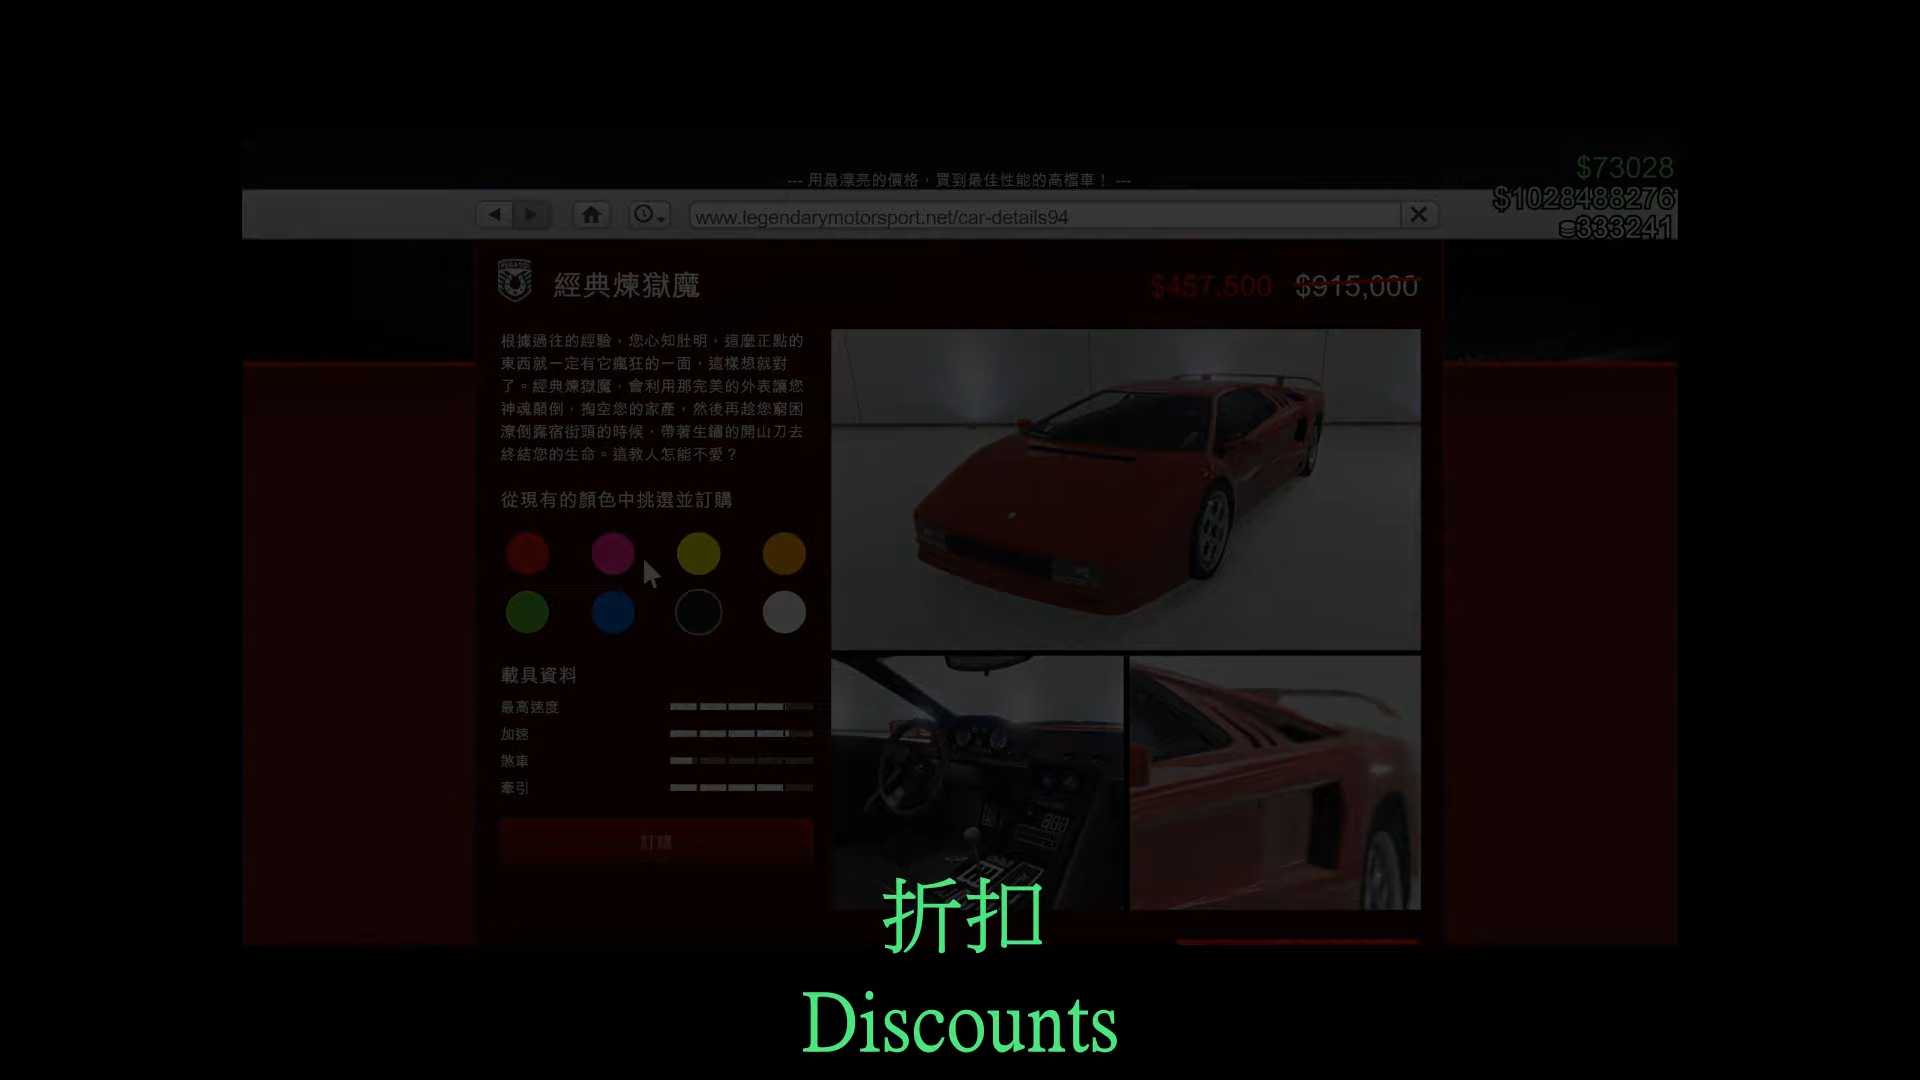 $73028
--- 用最漂亮的價格，買到最佳性能的高檔車！ ---
$1028488276
www.legendarymotorsport.net/car-details94
333241
PEGASSI
經典煉獄魔
$457,500 $915,000
根據過往的經驗，您心知肚明，這麼正點的
東西就一定有它瘋狂的一面，這樣想就對
了。經典煉獄魔，會利用那完美的外表讓您
神魂顛倒，掏空您的家產，然後再趁您窮困
潦倒露宿街頭的時候，帶著生鏽的開山刀去
終結您的生命。這教人怎能不愛？
從現有的顏色中挑選並訂購
載具資料
最高速度
加速
煞車
牽引
訂購
折扣
Discounts